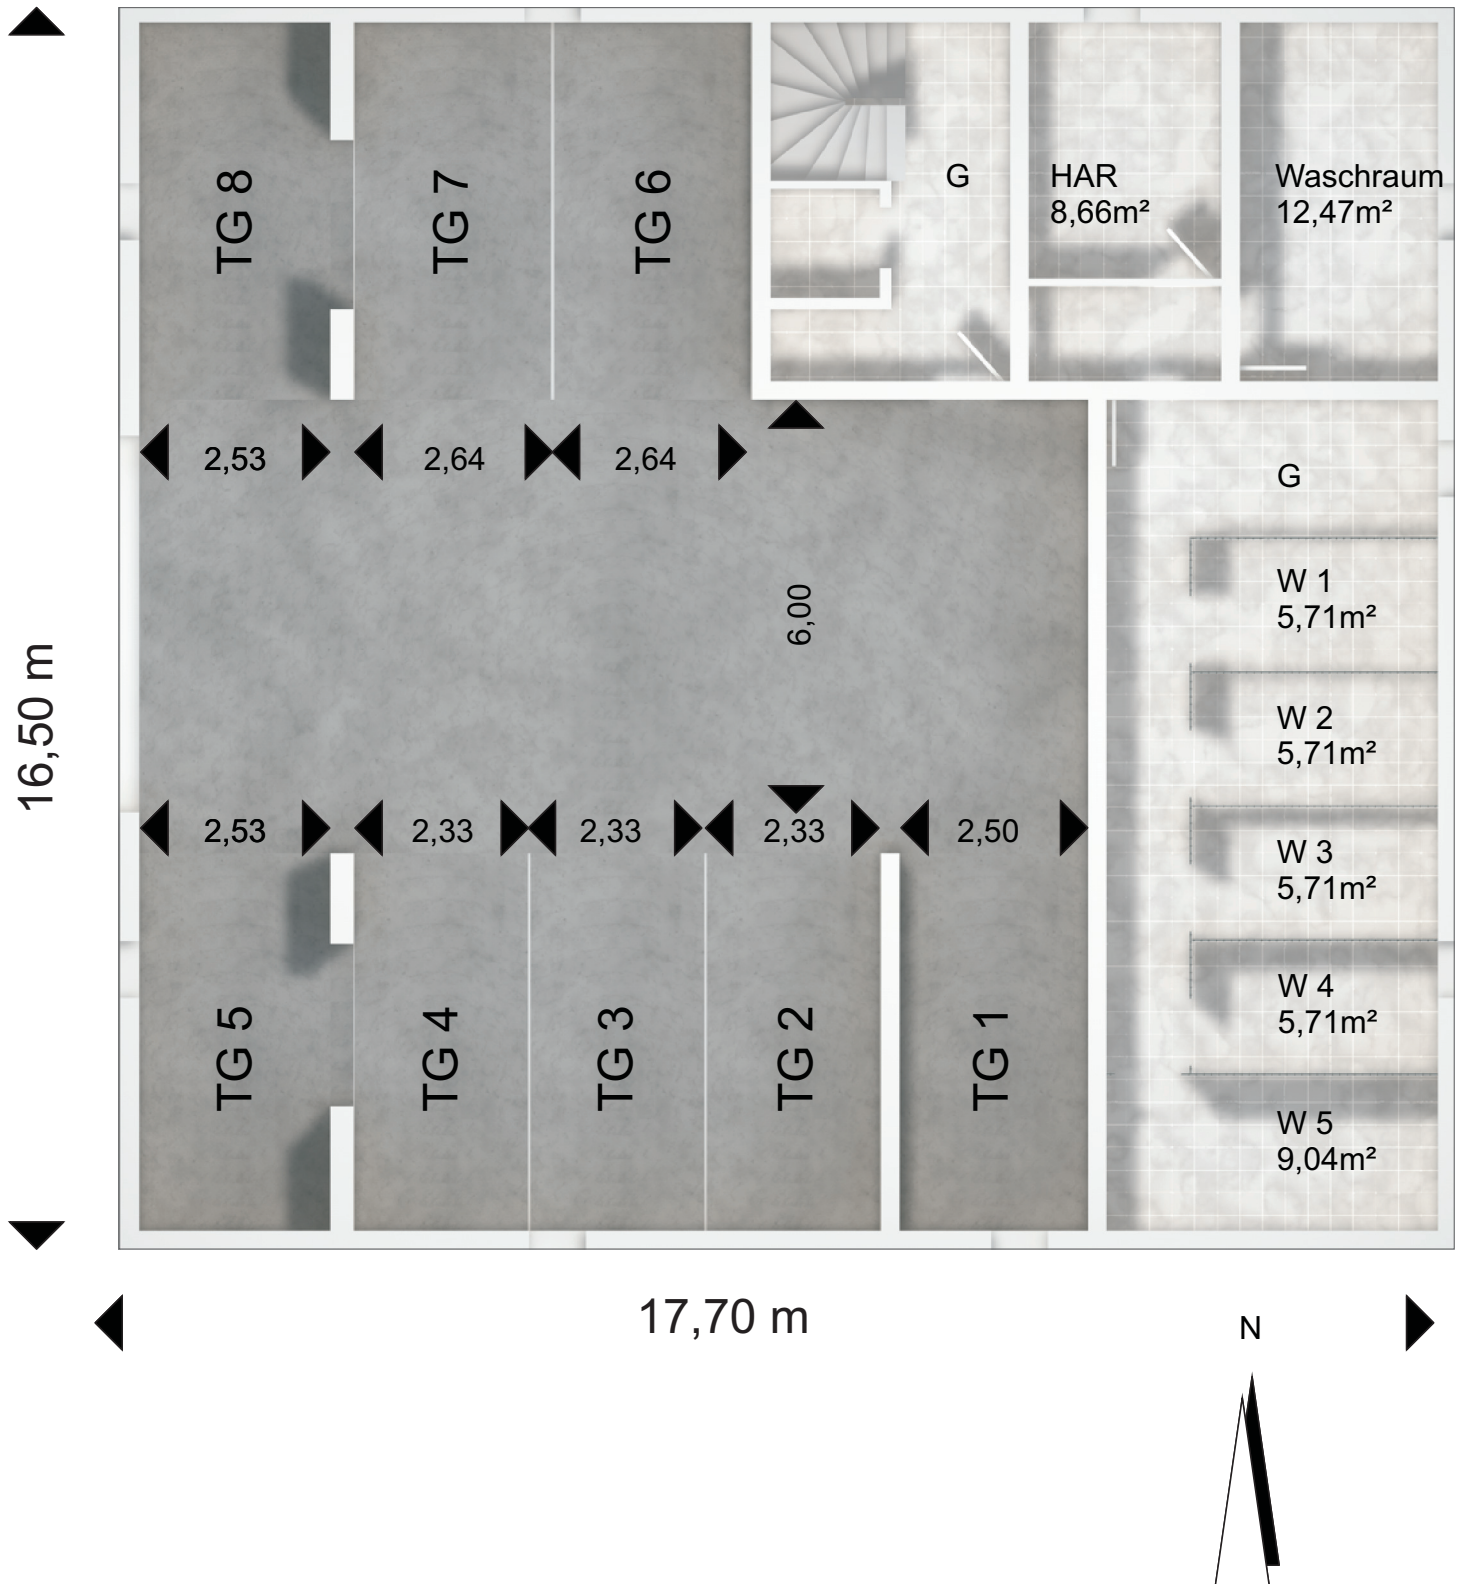 TG 8
TG 7
TG 6
G
HAR
8,66m²
Waschraum
12,47m²
2,53
2,64
2,64
G
6,00
W 1
5,71m²
16,50 m
W 2
5,71m²
2,53
2,33
2,33
2,33
2,50
W 3
5,71m²
TG 5
TG 4
TG 3
TG 2
TG 1
W 4
5,71m²
W 5
9,04m²
17,70 m
N